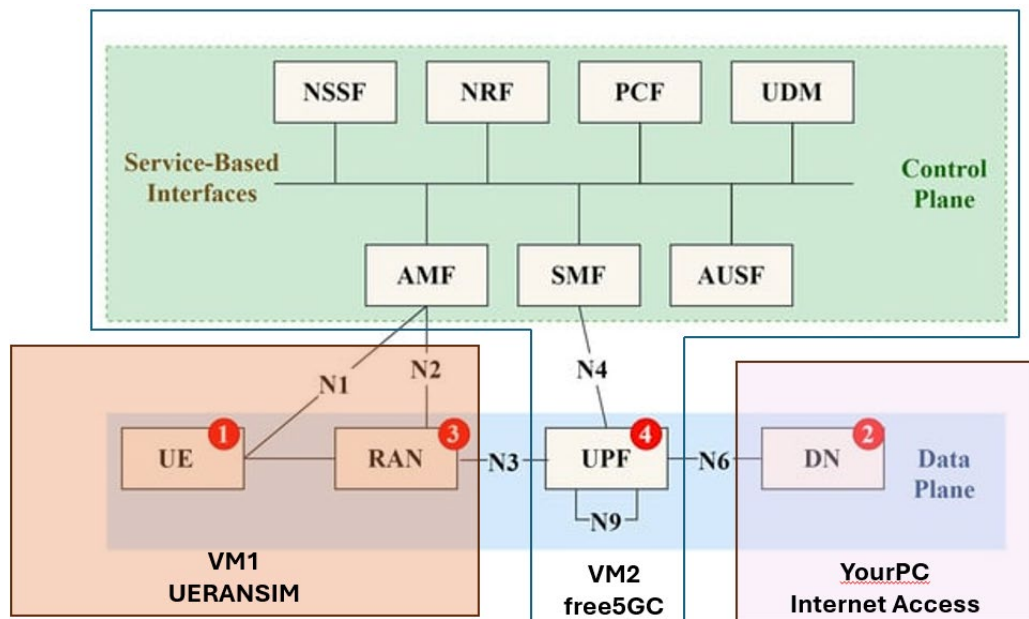 NSSF
NRF
PCF
UDM
Service-Based
Interfaces
Control
Plane
AMF
SMF
AUSF
N1
N2
N4
UE
1
RAN
3
N3
UPF
4
N6
DN
2
Data
Plane
N9
VM1
UERANSIM
VM2
free5GC
YourPC
Internet Access